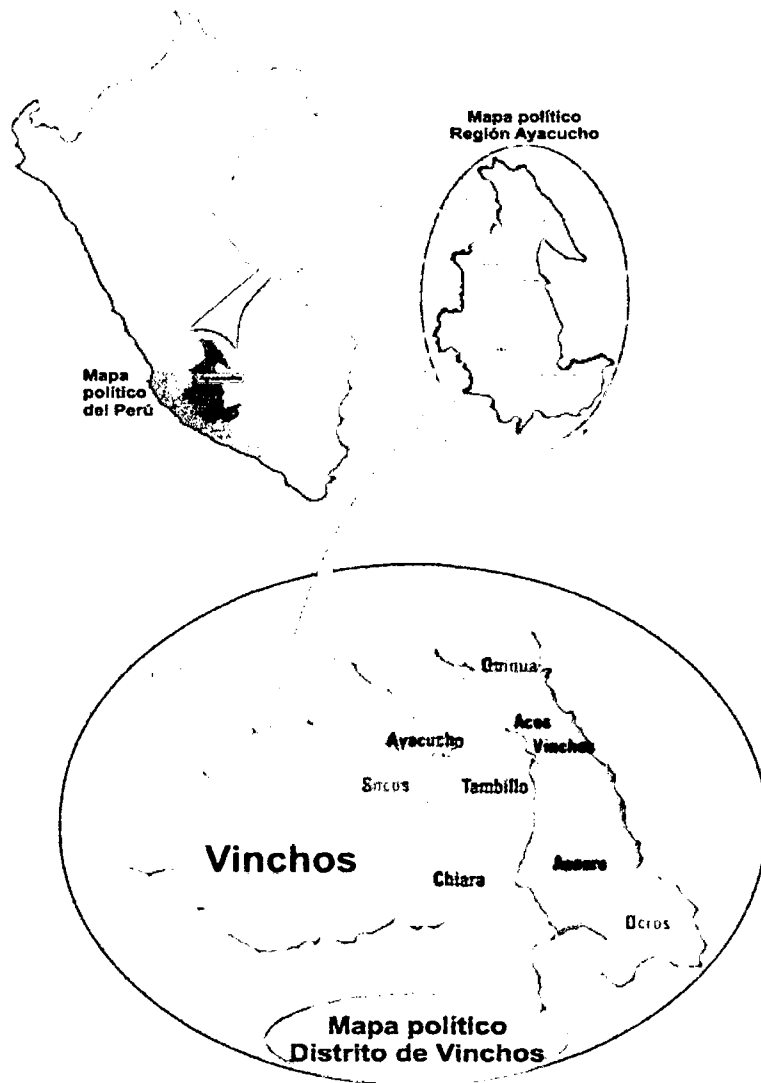 Mapa político
Región Ayacucho
Mapa
político
del Perú
Quinua
Acos
Vinchos
Ayacucho
Socos
Tambillo
Vinchos
Chiara
Ocros
Mapa político
Distrito de Vinchos